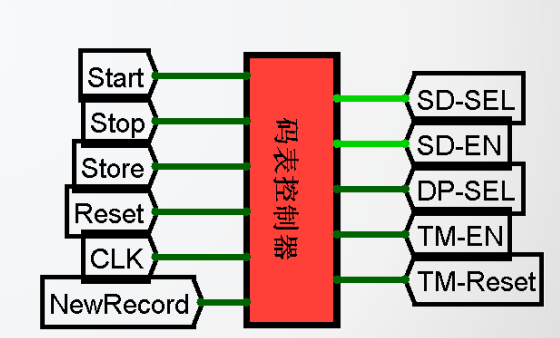 Start
Stop
Store
Reset
CLK
NewRecord
码表控制器
SD-SEL
SD-EN
DP-SEL
TM-EN
TM-Reset